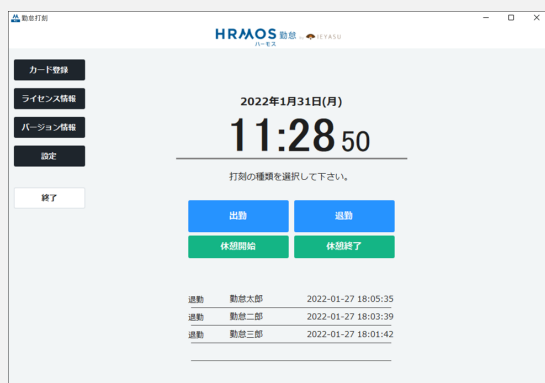 勤怠打刻
HRMOS 勤怠 by IEYASU
ハーモス
カード登録
ライセンス情報
バージョン情報
設定
終了
2022年1月31日(月)
11:28 50
打刻の種類を選択して下さい。
出勤 退勤
休憩開始 休憩終了
退勤 勤怠太郎 2022-01-27 18:05:35
退勤 勤怠二郎 2022-01-27 18:03:39
退勤 勤怠三郎 2022-01-27 18:01:42